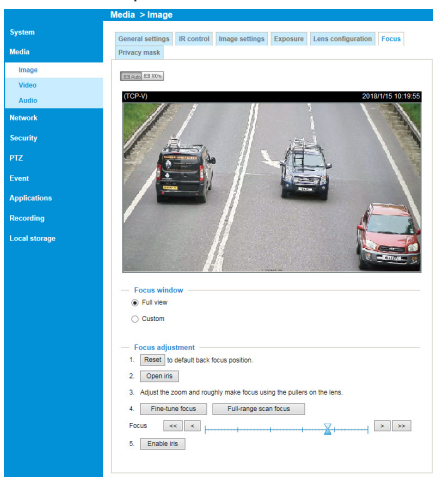 Media > Image
System
Media
Image
Video
Audio
Network
Security
PTZ
Event
Applications
Recording
Local storage
General settings IR control Image settings Exposure Lens configuration Focus
Privacy mask
Auto 100%
(TCP-V) 2018/1/15 10:19:55
Focus window
Full view
Custom
Focus adjustment
1. Reset to default back focus position.
2. Open iris
3. Adjust the zoom and roughly make focus using the pullers on the lens.
4. Fine-tune focus Full-range scan focus
Focus << < > >>
5. Enable iris